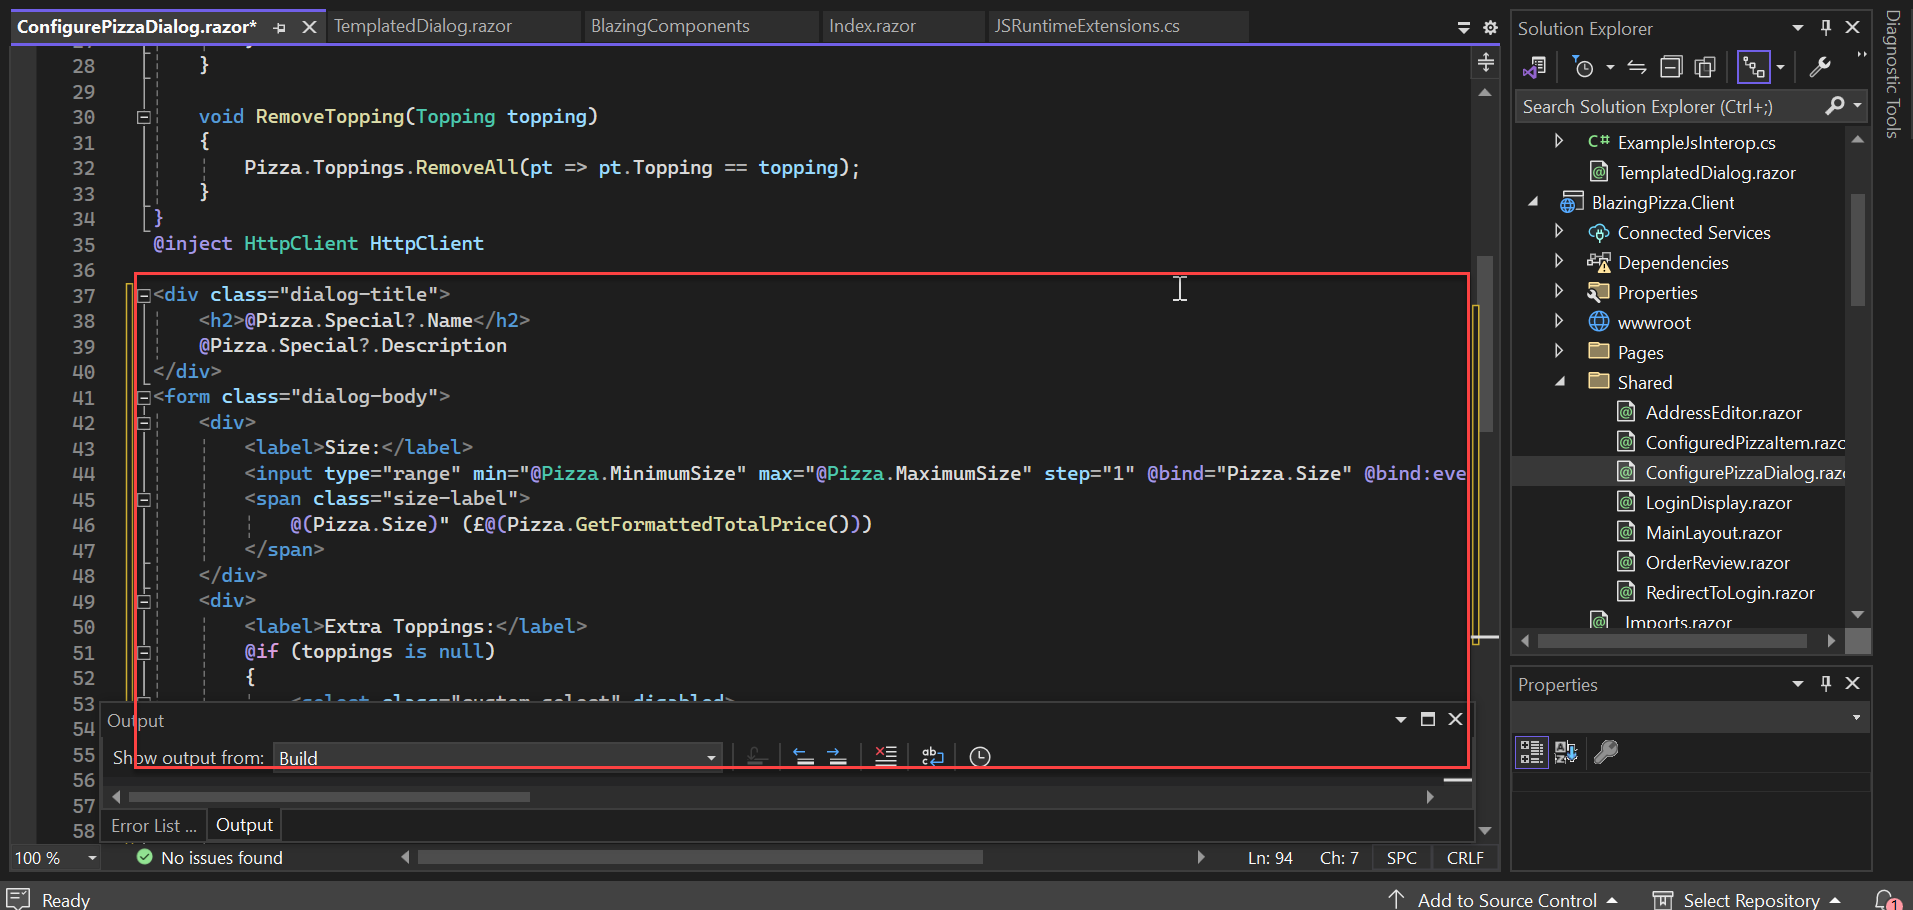 ConfigurePizzaDialog.razor*
TemplatedDialog.razor
BlazingComponents
Index.razor
JSRuntimeExtensions.cs
28 }
29
30 void RemoveTopping(Topping topping)
31 {
32 Pizza.Toppings.RemoveAll(pt => pt.Topping == topping);
33 }
34 }
35 @inject HttpClient HttpClient
36
37 <div class="dialog-title">
38 <h2>@Pizza.Special?.Name</h2>
39 @Pizza.Special?.Description
40 </div>
41 <form class="dialog-body">
42 <div>
43 <label>Size:</label>
44 <input type="range" min="@Pizza.MinimumSize" max="@Pizza.MaximumSize" step="1" @bind="Pizza.Size" @bind:eve
45 <span class="size-label">
46 @(Pizza.Size)" (£@(Pizza.GetFormattedTotalPrice()))
47 </span>
48 </div>
49 <div>
50 <label>Extra Toppings:</label>
51 @if (toppings is null)
52 {
53 <select class="custom-select" disabled>
54
55
56
57
58
Output
Show output from: Build
Error List ... Output
100 % No issues found Ln: 94 Ch: 7 SPC CRLF
Ready Add to Source Control Select Repository 1
Solution Explorer
Search Solution Explorer (Ctrl+;)
C# ExampleJsInterop.cs
TemplatedDialog.razor
BlazingPizza.Client
Connected Services
Dependencies
Properties
wwwroot
Pages
Shared
AddressEditor.razor
ConfiguredPizzaItem.razo
ConfigurePizzaDialog.raz
LoginDisplay.razor
MainLayout.razor
OrderReview.razor
RedirectToLogin.razor
_Imports.razor
Properties
Diagnostic Tools